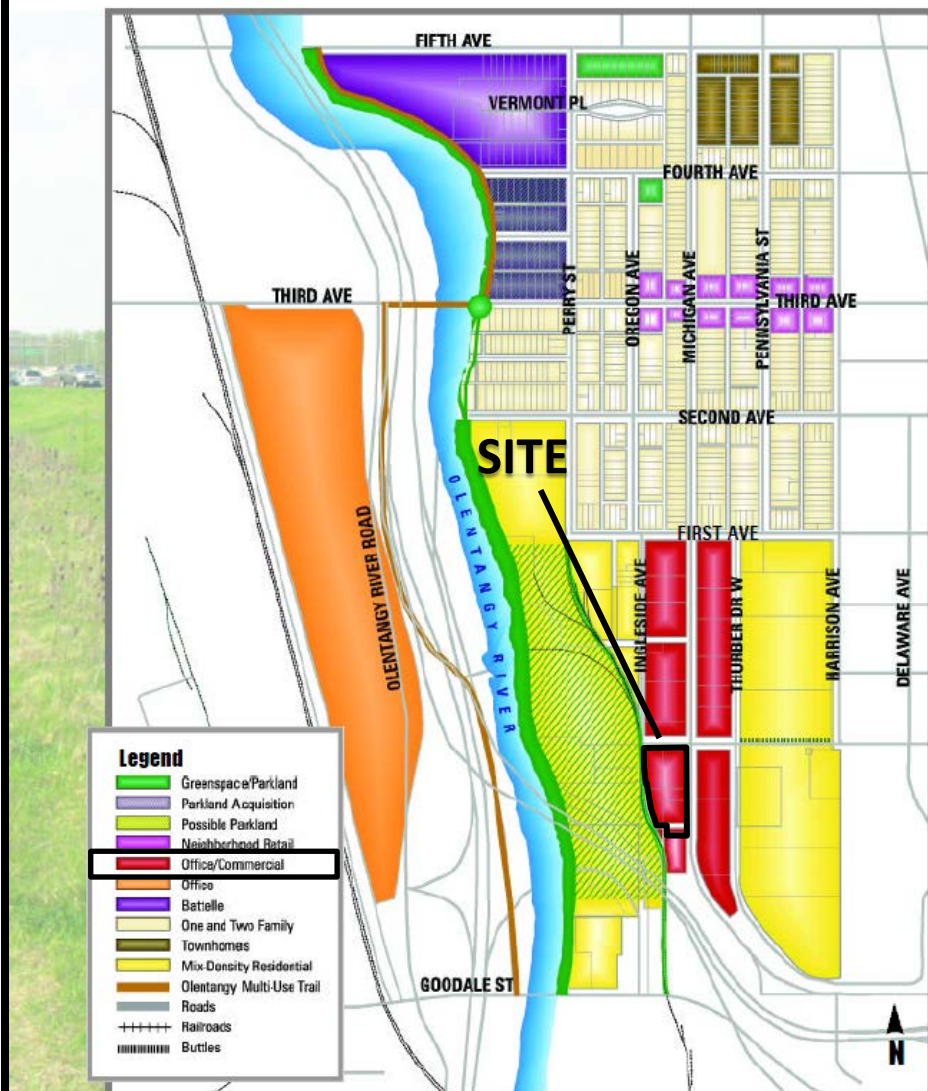 FIFTH AVE
VERMONT PL
FOURTH AVE
PERRY ST
OREGON AVE
MICHIGAN AVE
PENNSYLVANIA ST
THIRD AVE
THIRD AVE
SECOND AVE
SITE
OLENTANGY RIVER
OLENTANGY RIVER ROAD
FIRST AVE
INGLESIDE AVE
THURBER DR W
HARRISON AVE
DELAWARE AVE
Legend
Greenspace/Parkland
Parkland Acquisition
Possible Parkland
Neighborhood Retail
Office/Commercial
Office
Battelle
One and Two Family
Townhomes
Mix-Density Residential
Olentangy Multi-Use Trail
Roads
Railroads
Buttles
GOODALE ST
N